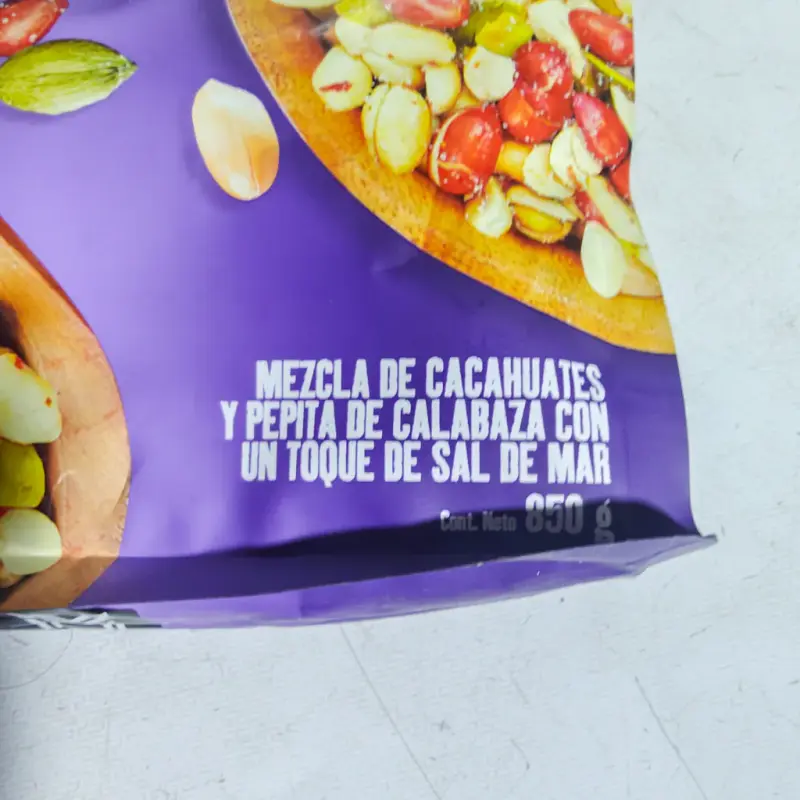 MEZCLA DE CACAHUATES
Y PEPITA DE CALABAZA CON
UN TOQUE DE SAL DE MAR
Cont. Neto 850 g